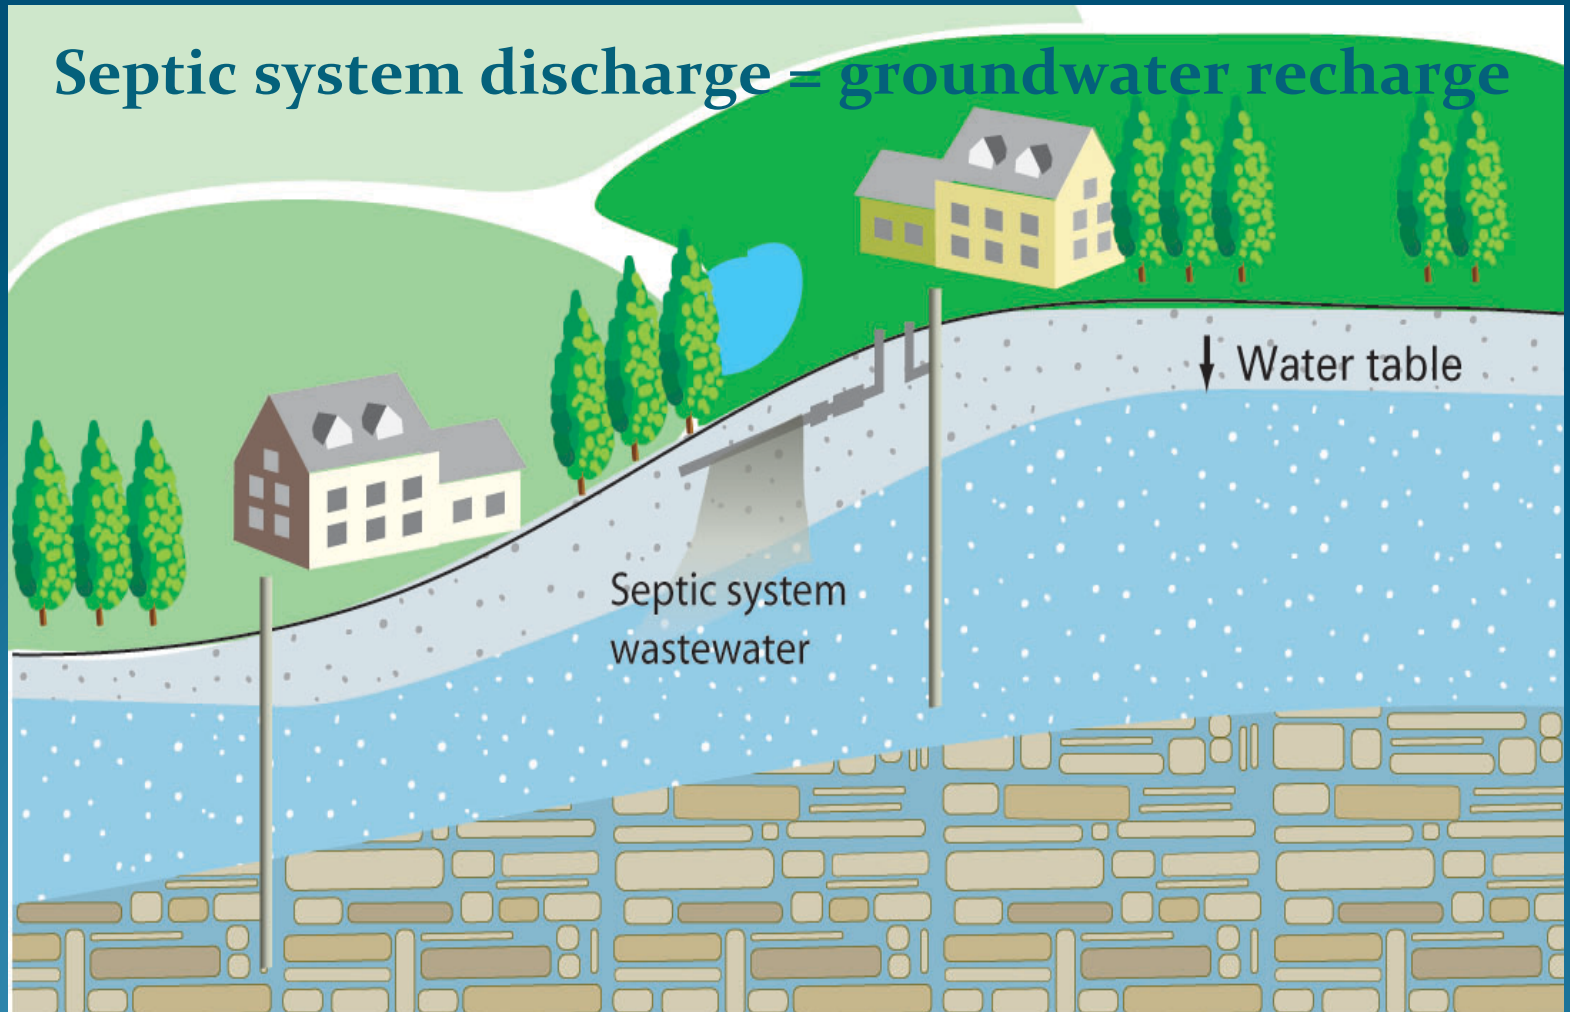 Septic system discharge = groundwater recharge
Water table
Septic system
wastewater